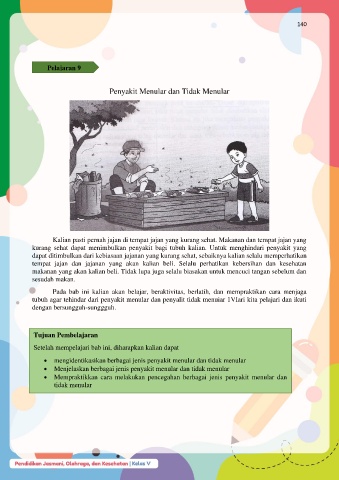 140
Pelajaran 9
Penyakit Menular dan Tidak Menular
Kalian pasti pernah jajan di tempat jajan yang kurang sehat. Makanan dan tempat jajan yang
kurang sehat dapat menimbulkan penyakit bagi tubuh kalian. Untuk menghindari penyakit yang
dapat ditimbulkan dari kebiasaan jajanan yang kurang sehat, sebaiknya kalian selalu memperhatikan
tempat jajan dan jajanan yang akan kalian beli. Selalu perhatikan kebersihan dan kesehatan
makanan yang akan kalian beli. Tidak lupa juga selalu biasakan untuk mencuci tangan sebelum dan
sesudah makan.
Pada bab ini kalian akan belajar, beraktivitas, berlatih, dan mempraktikan cara menjaga
tubuh agar tehindar dari penyakit menular dan penyakit tidak menular 1Vlari kita pelajari dan ikuti
dengan bersungguh-sunggguh.
Tujuan Pembelajaran
Setelah mempelajari bab ini, diharapkan kalian dapat
• mengidentikasikan berbagai jenis penyakit menular dan tidak menular
• Menjelaskan berbagai jenis penyakit menular dan tidak menular
• Mempraktikkan cara melakukan pencegahan berbagai jenis penyakit menular dan
tidak menular
Pendidikan Jasmani, Olahraga, dan Kesehatan | Kelas V